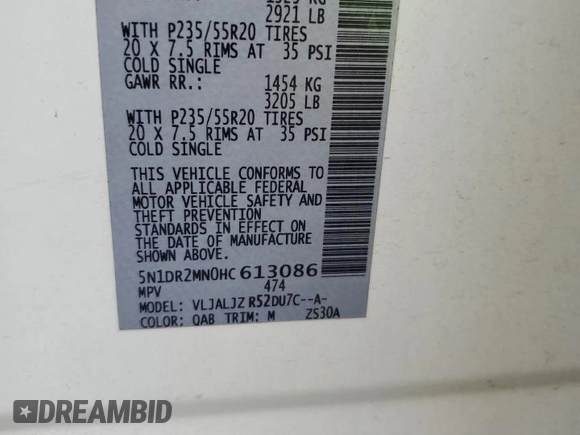 2921 LB
WITH P235/55R20 TIRES
20 X 7.5 RIMS AT 35 PSI
COLD SINGLE
GAWR RR.: 1454 KG
3205 LB
WITH P235/55R20 TIRES
20 X 7.5 RIMS AT 35 PSI
COLD SINGLE
THIS VEHICLE CONFORMS TO
ALL APPLICABLE FEDERAL
MOTOR VEHICLE SAFETY AND
THEFT PREVENTION
STANDARDS IN EFFECT ON
THE DATE OF MANUFACTURE
SHOWN ABOVE.
5N1DR2MN0HC613086
MPV 474
MODEL: VLJALJZ R52DU7C--A-
COLOR: QAB TRIM: M ZS30A
DREAMBID